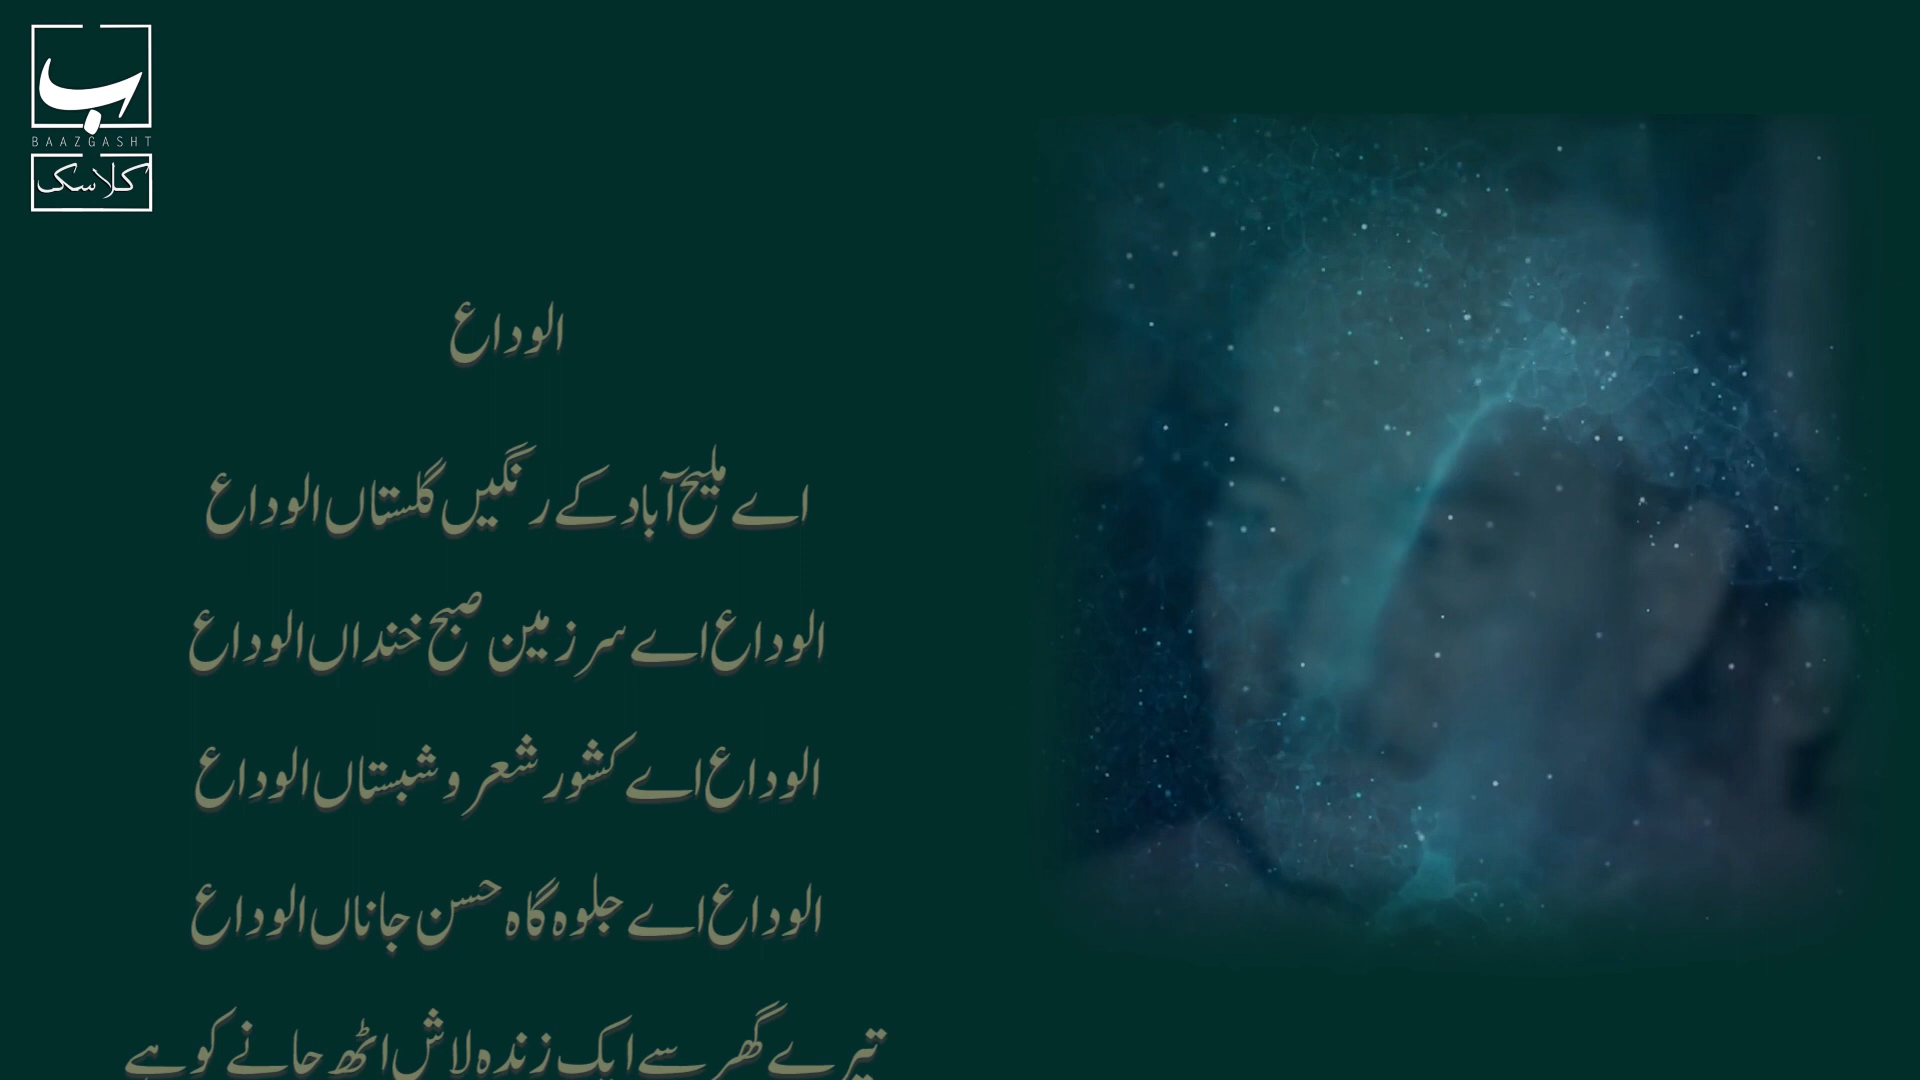 ب
BAAZGASHT
کلاسک
الوداع
اے ملیح آباد کے رنگیں گلستاں الوداع
الوداع اے سرزمین صبح خنداں الوداع
الوداع اے کشور شعر و شبستاں الوداع
الوداع اے جلوہ گاہ حسن جاناں الوداع
تیرے گھر سے ایک زندہ لاش اٹھ جانے کو ہے